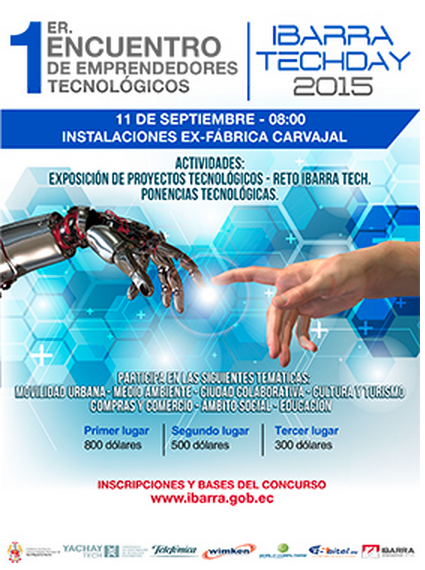 1 ER.
ENCUENTRO
DE EMPRENDEDORES
TECNOLÓGICOS
IBARRA
TECHDAY
2015
11 DE SEPTIEMBRE - 08:00
INSTALACIONES EX-FÁBRICA CARVAJAL
ACTIVIDADES:
EXPOSICIÓN DE PROYECTOS TECNOLÓGICOS - RETO IBARRA TECH.
PONENCIAS TECNOLÓGICAS.
PARTICIPA EN LAS SIGUIENTES TEMÁTICAS:
MOVILIDAD URBANA - MEDIO AMBIENTE - CIUDAD COLABORATIVA - CULTURA Y TURISMO
COMPRAS Y COMERCIO - ÁMBITO SOCIAL - EDUCACIÓN
Primer lugar
800 dólares
Segundo lugar
500 dólares
Tercer lugar
300 dólares
INSCRIPCIONES Y BASES DEL CONCURSO
www.ibarra.gob.ec
YACHAY
TECH
Telefónica
wimken
IBARRA